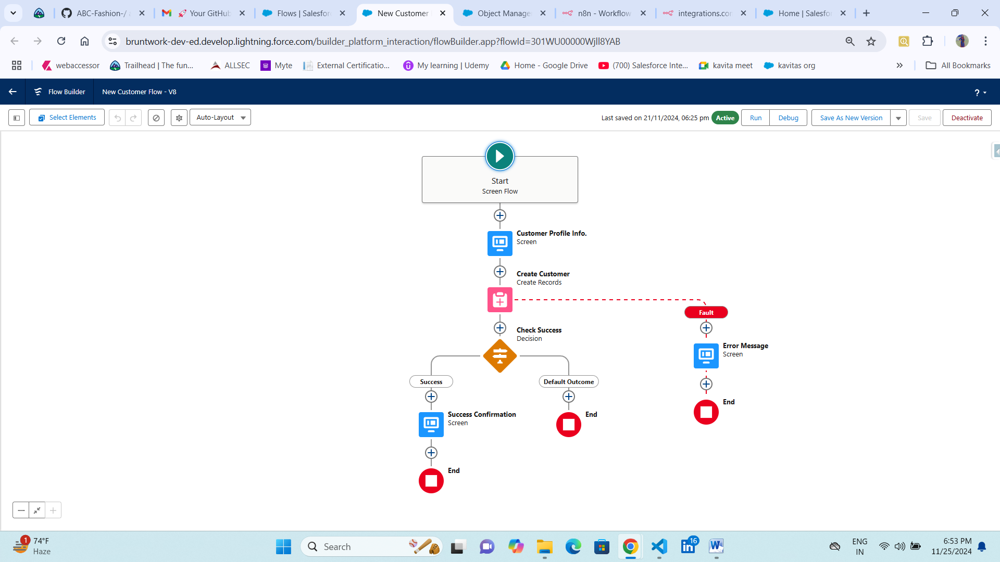 ABC-Fashion-/ a
🚀 Your GitHub
Flows | Salesfor
New Customer
Object Manage
n8n - Workflow
integrations.con
Home | Salesfor
bruntwork-dev-ed.develop.lightning.force.com/builder_platform_interaction/flowBuilder.app?flowId=301WU00000Wjll8YAB
webaccessor
Trailhead | The fun...
ALLSEC
Myte
External Certificatio...
My learning | Udemy
Home - Google Drive
(700) Salesforce Inte...
kavita meet
kavitas org
All Bookmarks
Flow Builder
New Customer Flow - V8
?
Select Elements
Auto-Layout
Last saved on 21/11/2024, 06:25 pm
Active
Run
Debug
Save As New Version
Save
Deactivate
Start
Screen Flow
Customer Profile Info.
Screen
Create Customer
Create Records
Fault
Check Success
Decision
Error Message
Screen
Success
Default Outcome
End
Success Confirmation
Screen
End
End
1
74°F
Haze
Search
16
ENG
IN
6:53 PM
11/25/2024